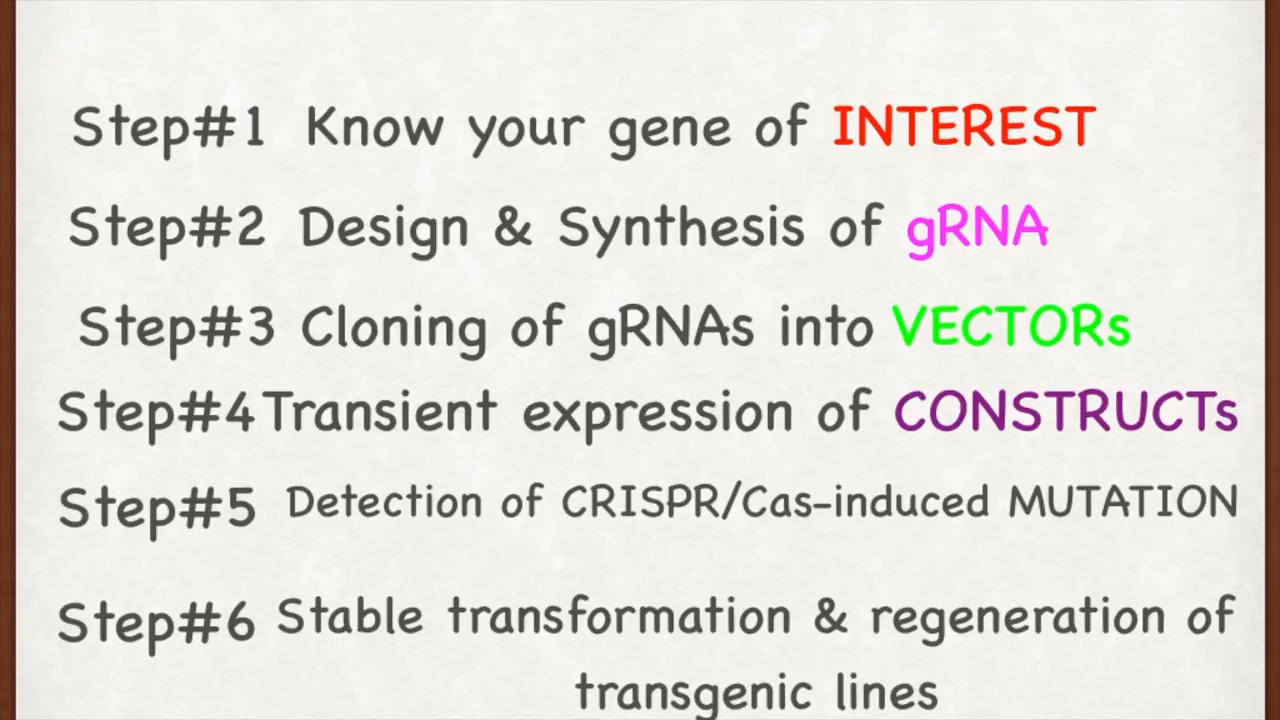 Step#1 Know your gene of INTEREST
Step#2 Design & Synthesis of gRNA
Step#3 Cloning of gRNAs into VECTORs
Step#4 Transient expression of CONSTRUCTs
Step#5 Detection of CRISPR/Cas-induced MUTATION
Step#6 Stable transformation & regeneration of
transgenic lines